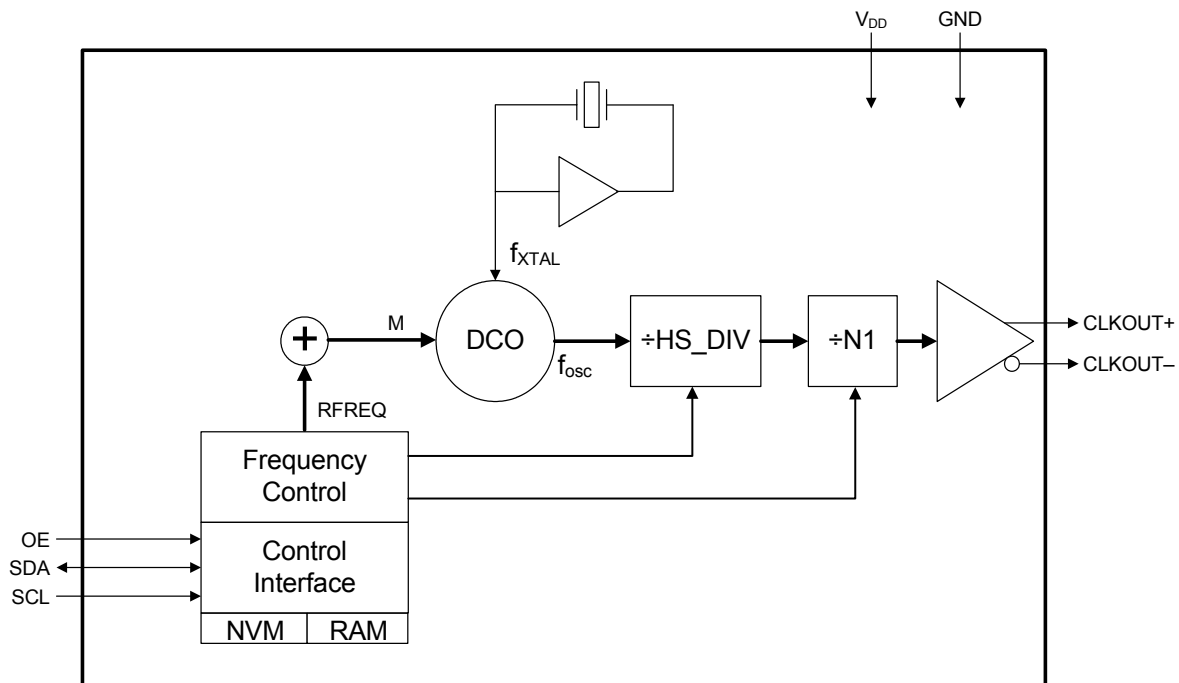 VDD
GND
fXTAL
M
DCO
fosc
÷HS_DIV
÷N1
CLKOUT+
CLKOUT–
+
RFREQ
Frequency
Control
OE
SDA
SCL
Control
Interface
NVM
RAM